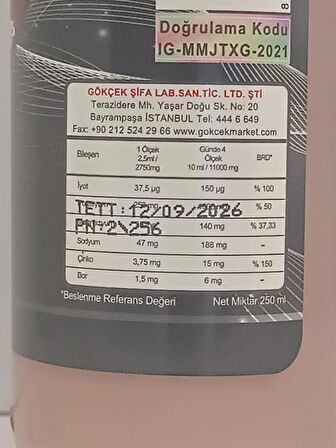 Doğrulama Kodu
IG-MMJTXG-2021
GÖKÇEK ŞİFA LAB.SAN.TİC. LTD. ŞTİ
Terazidere Mh. Yaşar Doğu Sk. No: 20
Bayrampaşa İSTANBUL Tel: 444 6 649
Fax: +90 212 524 29 66 www.gokcekmarket.com
Bileşen 1 Ölçek 2,5ml / 2750mg Günde 4 Ölçek 10 ml / 11000 mg BRD*
İyot 37,5 µg 150 µg % 100
% 50
TETT:12/09/2026
140 mg % 37,33
PN:2\256
Sodyum 47 mg 188 mg -
Çinko 3,75 mg 15 mg % 150
Bor 1,5 mg 6 mg -
*Beslenme Referans Değeri Net Miktar 250 ml
8